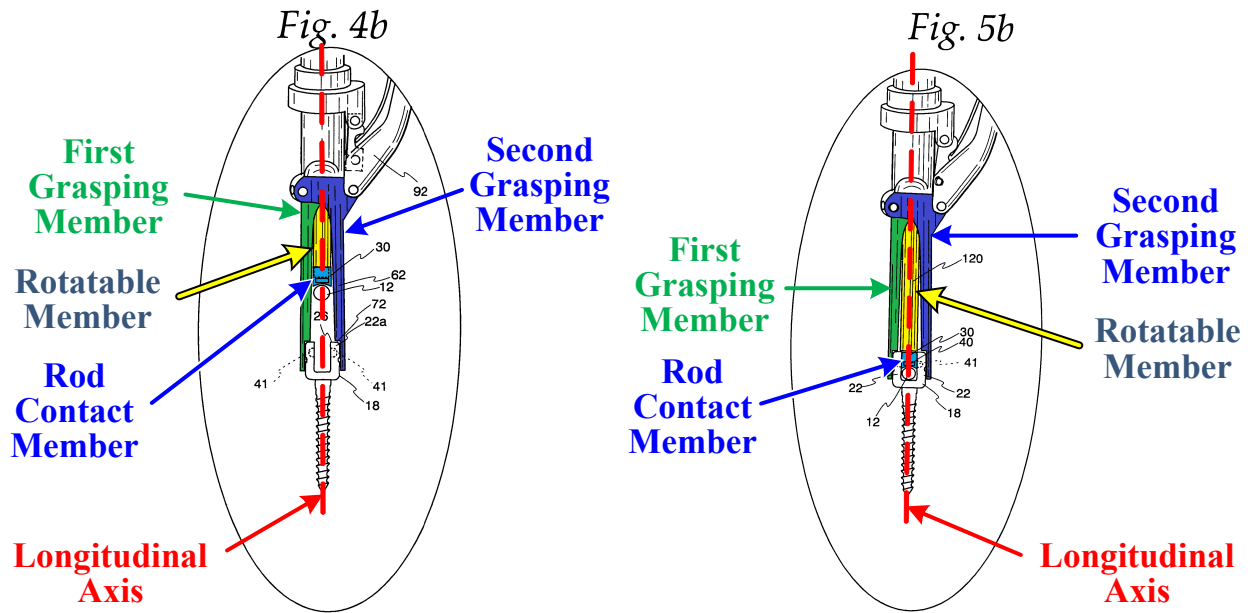 Fig. 4b
First
Grasping
Member
Second
Grasping
Member
92
Rotatable
Member
30
62
12
72
26
22a
Rod
Contact
Member
41
41
18
Longitudinal
Axis
Fig. 5b
Second
Grasping
Member
First
Grasping
Member
120
Rotatable
Member
30
40
41
Rod
Contact
Member
22
22
12
18
Longitudinal
Axis